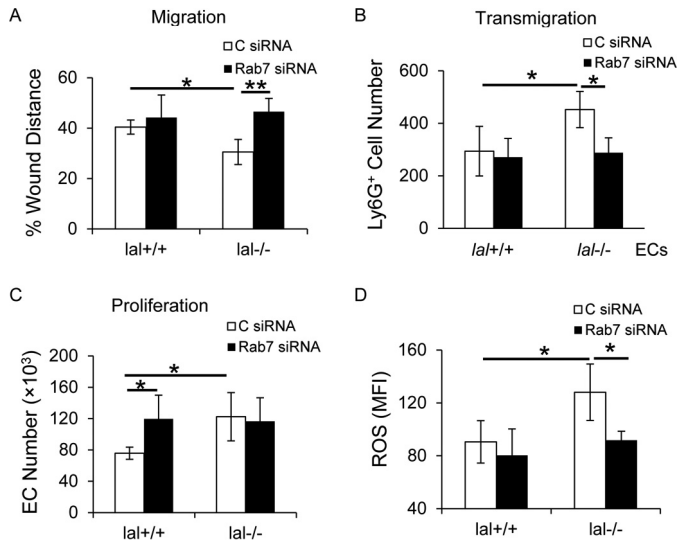 A
Migration
C siRNA
Rab7 siRNA
*
**
% Wound Distance
60
40
20
0
lal+/+
lal-/-
B
Transmigration
C siRNA
Rab7 siRNA
*
*
Ly6G+ Cell Number
600
400
200
0
lal+/+
lal-/-
ECs
C
Proliferation
C siRNA
Rab7 siRNA
*
*
EC Number (×10³)
200
160
120
80
40
0
lal+/+
lal-/-
D
C siRNA
Rab7 siRNA
*
*
ROS (MFI)
160
120
80
40
lal+/+
lal-/-